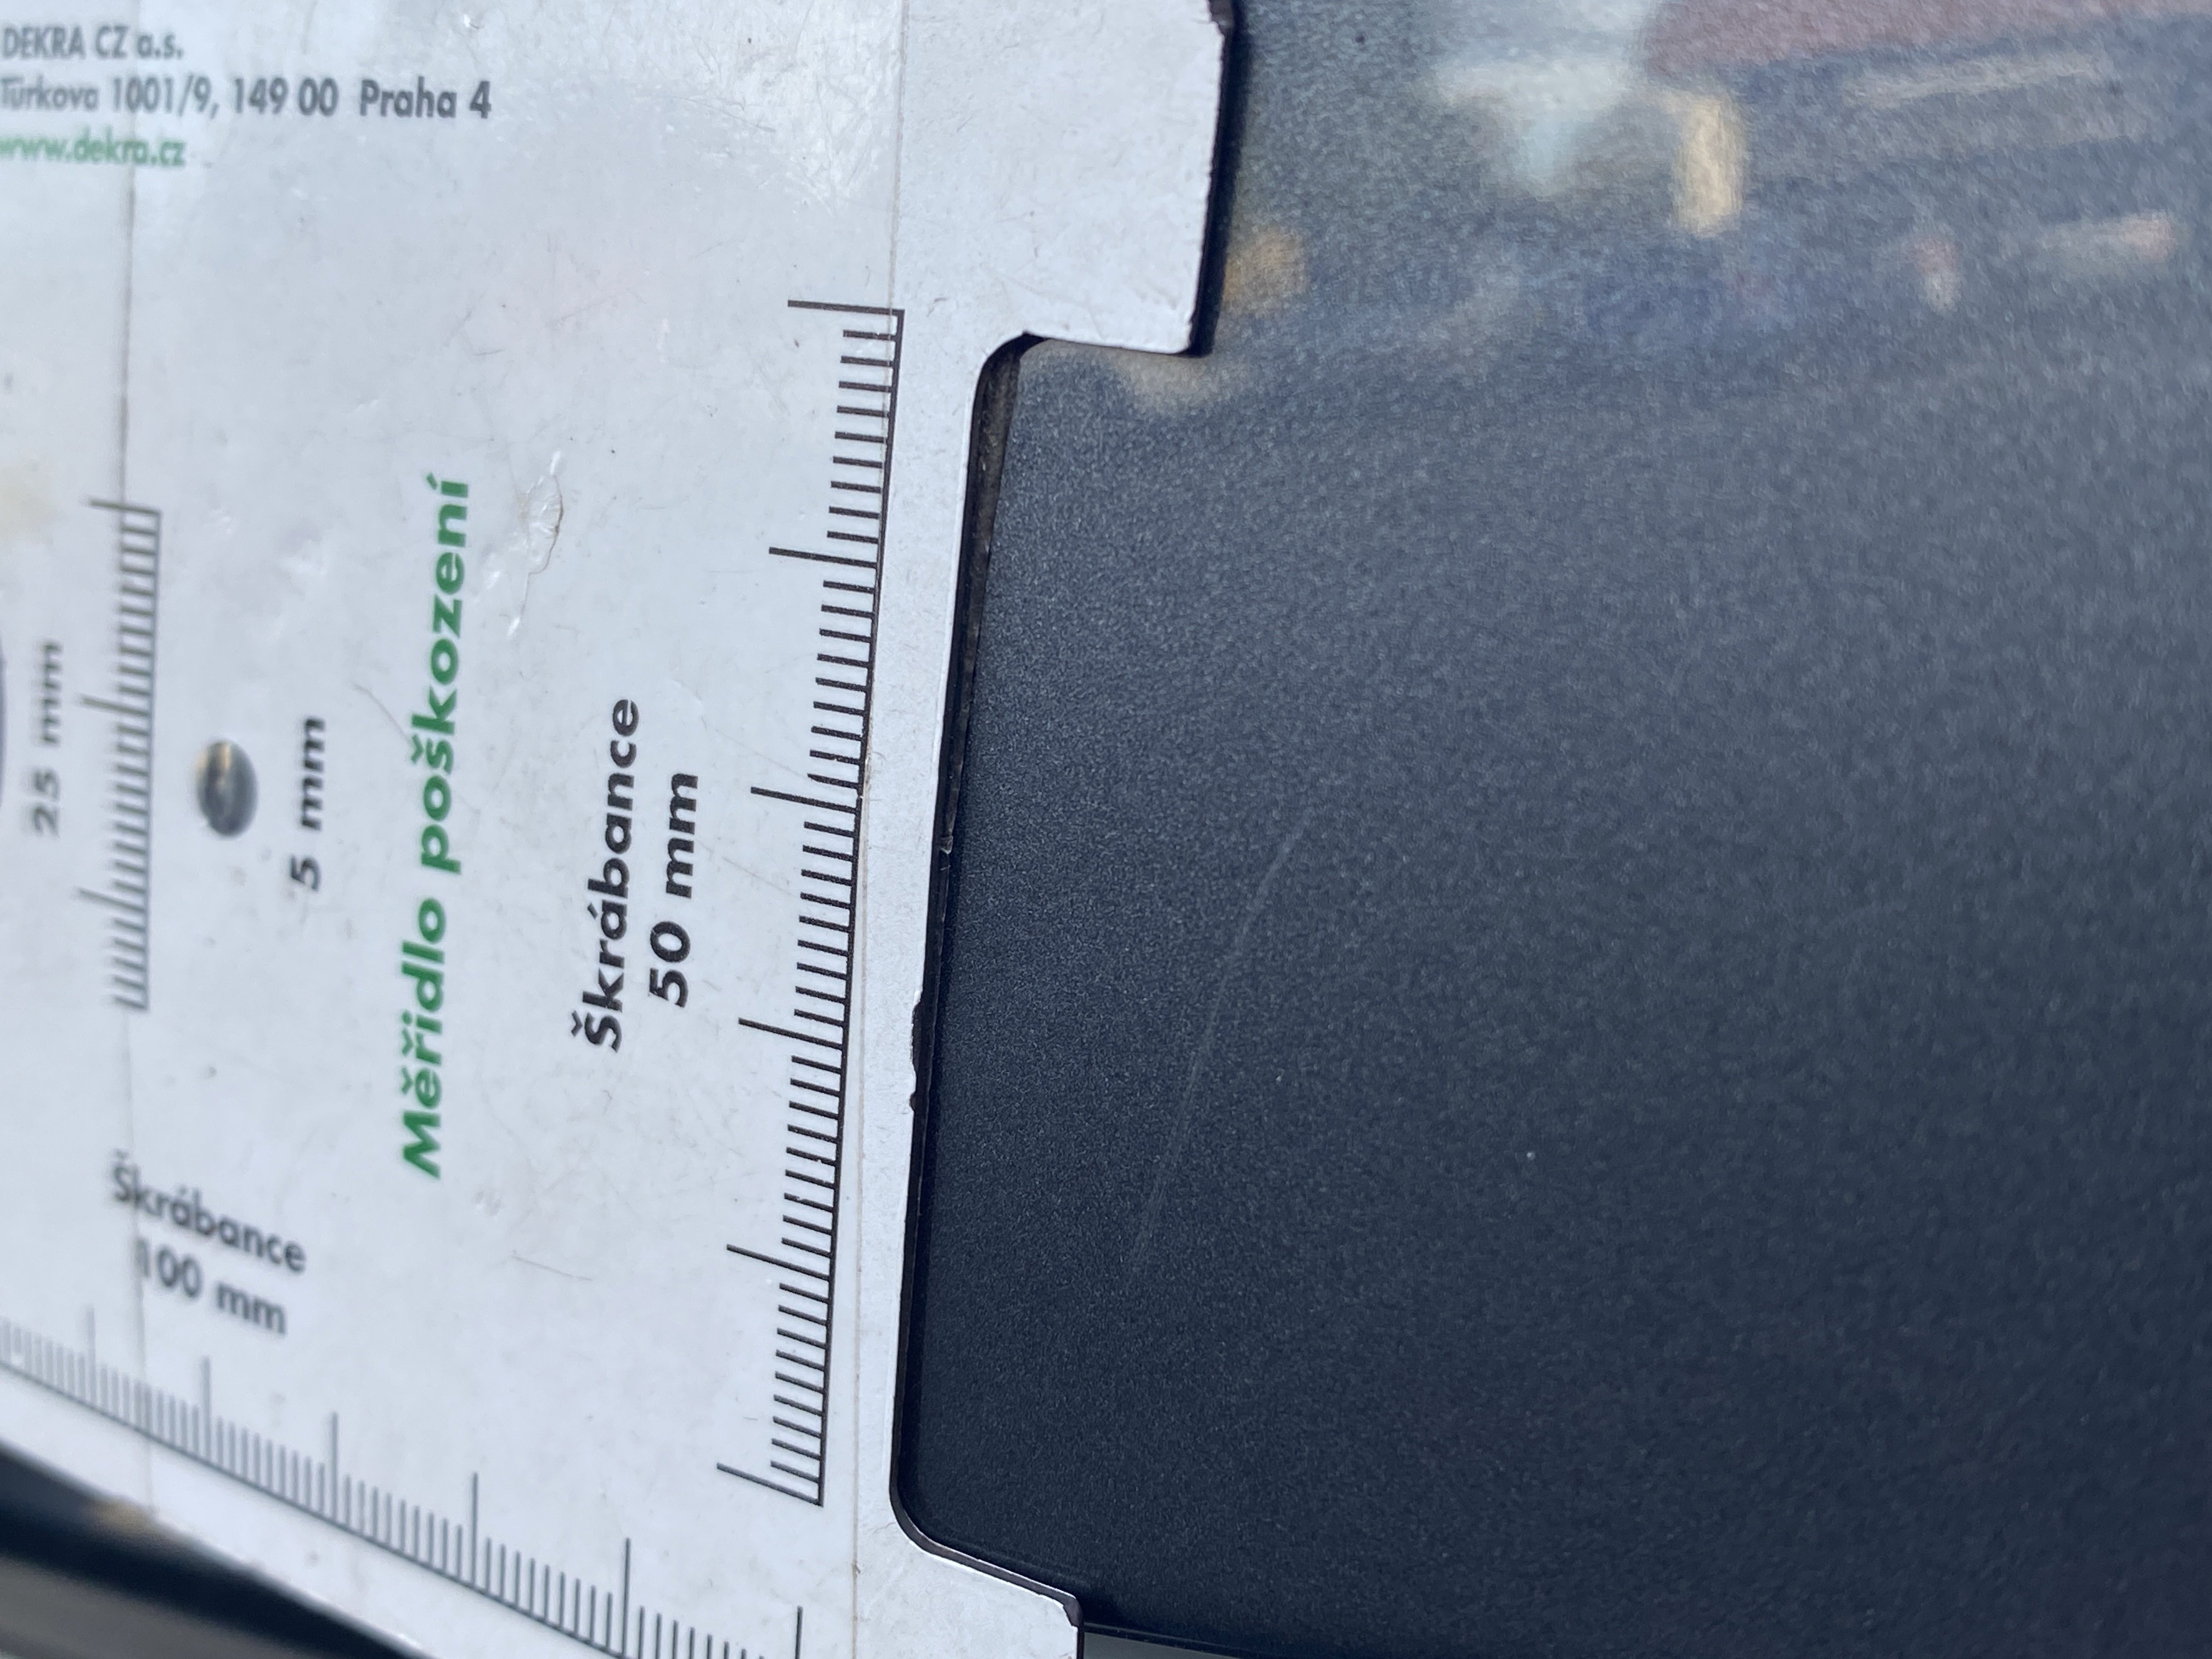 DEKRA CZ a.s.
Türkova 1001/9, 149 00 Praha 4
www.dekra.cz
25 mm
5 mm
Měřidlo poškození
Škrábance
50 mm
Škrábance
100 mm